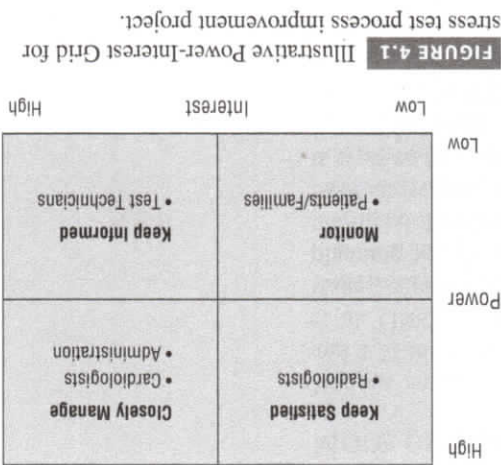 High
Keep Satisfied
• Radiologists
Closely Manage
• Cardiologists
• Administration
Power
Monitor
• Patients/Families
Keep Informed
• Test Technicians
Low
Low Interest High
FIGURE 4.1 Illustrative Power-Interest Grid for
stress test process improvement project.